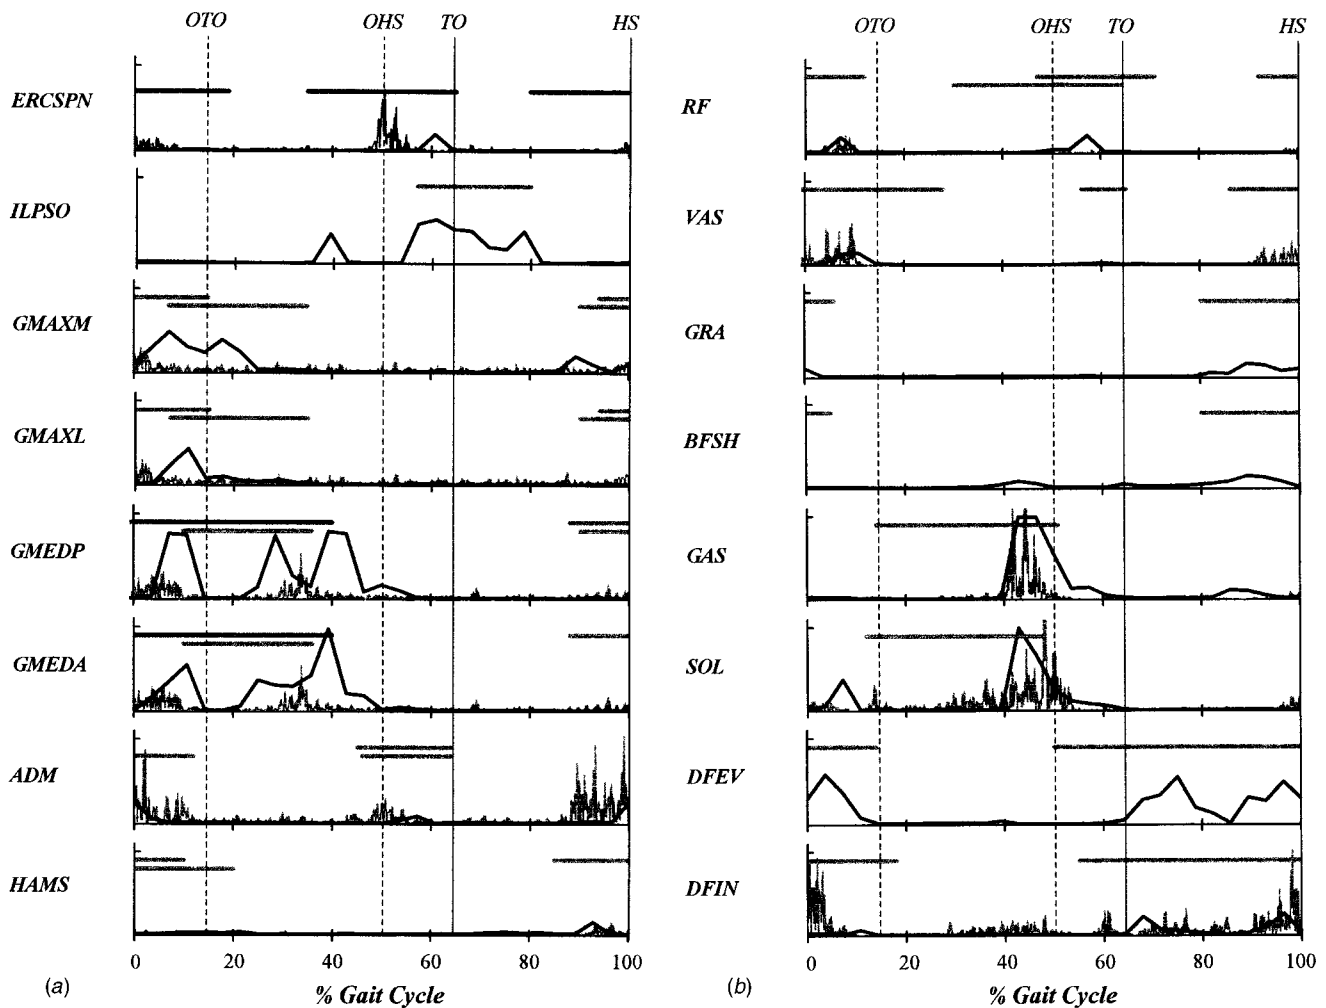 OTO OHS TO HS
ERCSPN
ILPSO
GMAXM
GMAXL
GMEDP
GMEDA
ADM
HAMS
0 20 40 60 80 100
(a) % Gait Cycle
OTO OHS TO HS
RF
VAS
GRA
BFSH
GAS
SOL
DFEV
DFIN
0 20 40 60 80 100
(b) % Gait Cycle